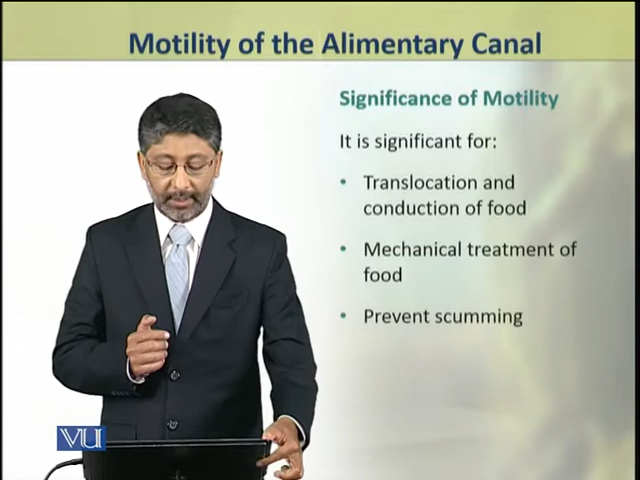 Motility of the Alimentary Canal
Significance of Motility
It is significant for:
• Translocation and
conduction of food
• Mechanical treatment of
food
• Prevent scumming
VU